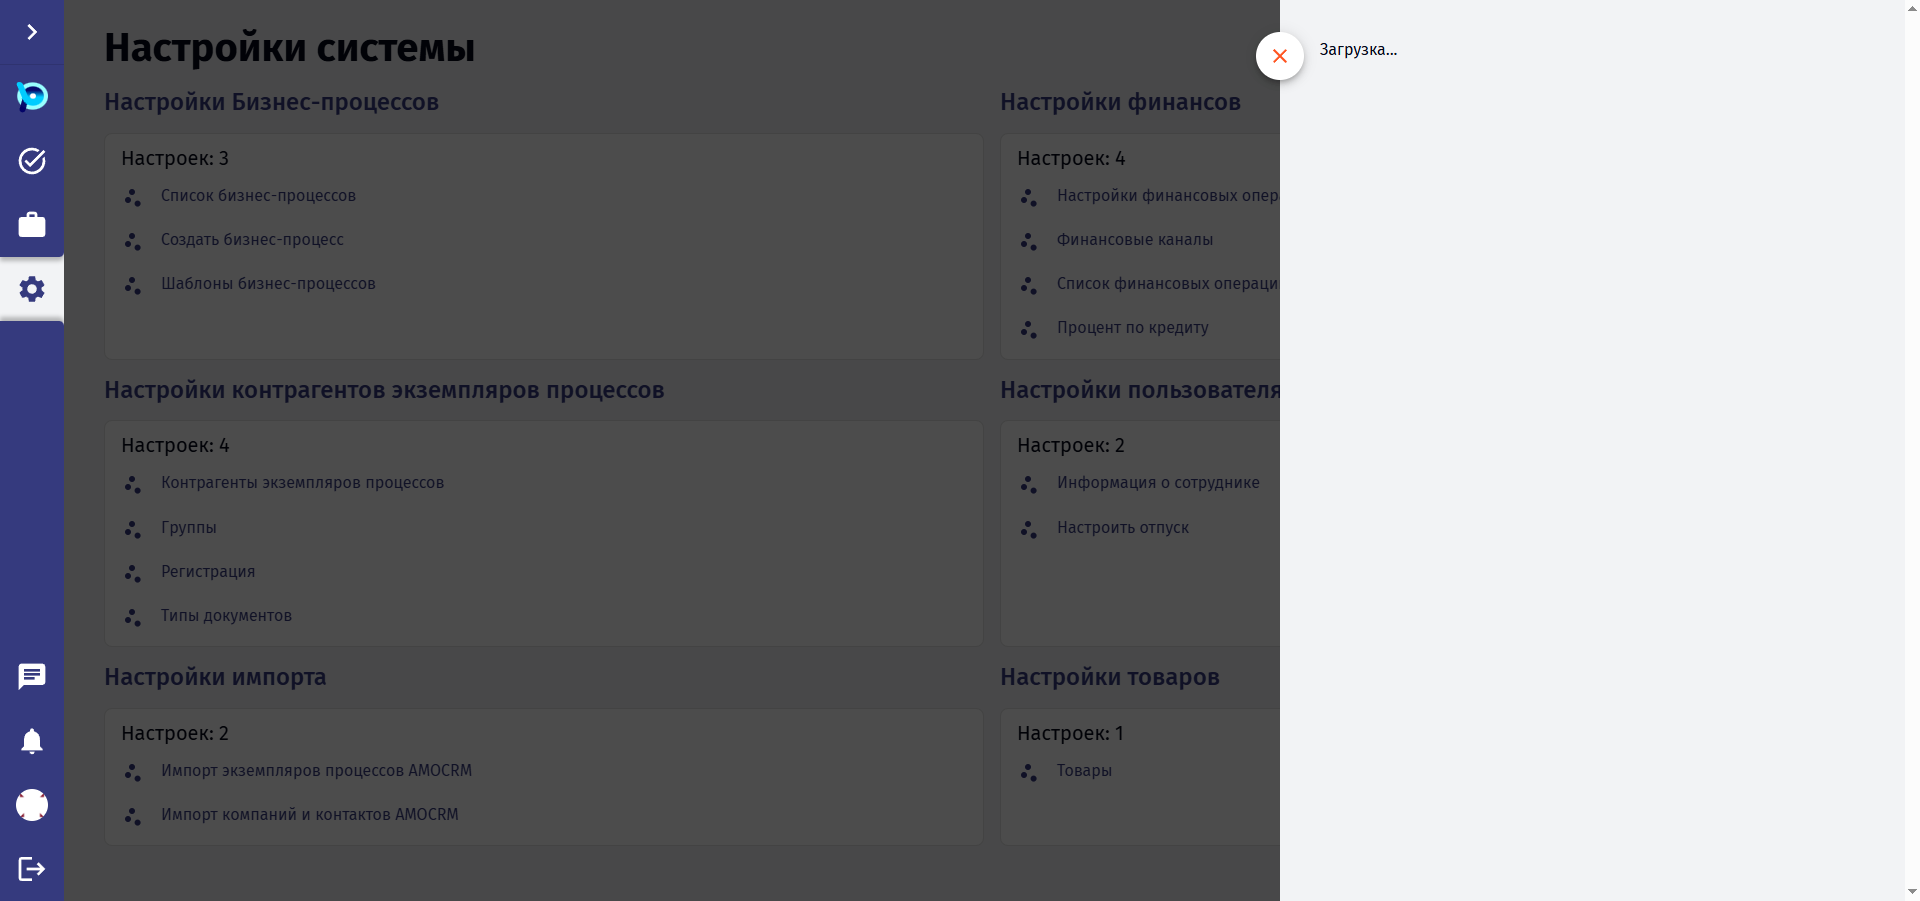 Настройки системы
Настройки Бизнес-процессов
Настроек: 3
Список бизнес-процессов
Создать бизнес-процесс
Шаблоны бизнес-процессов
Настройки финансов
Настроек: 4
Настройки финансовых опер
Финансовые каналы
Список финансовых операци
Процент по кредиту
Настройки контрагентов экземпляров процессов
Настроек: 4
Контрагенты экземпляров процессов
Группы
Регистрация
Типы документов
Настройки пользователя
Настроек: 2
Информация о сотруднике
Настроить отпуск
Настройки импорта
Настроек: 2
Импорт экземпляров процессов AMOCRM
Импорт компаний и контактов AMOCRM
Настройки товаров
Настроек: 1
Товары
Загрузка...